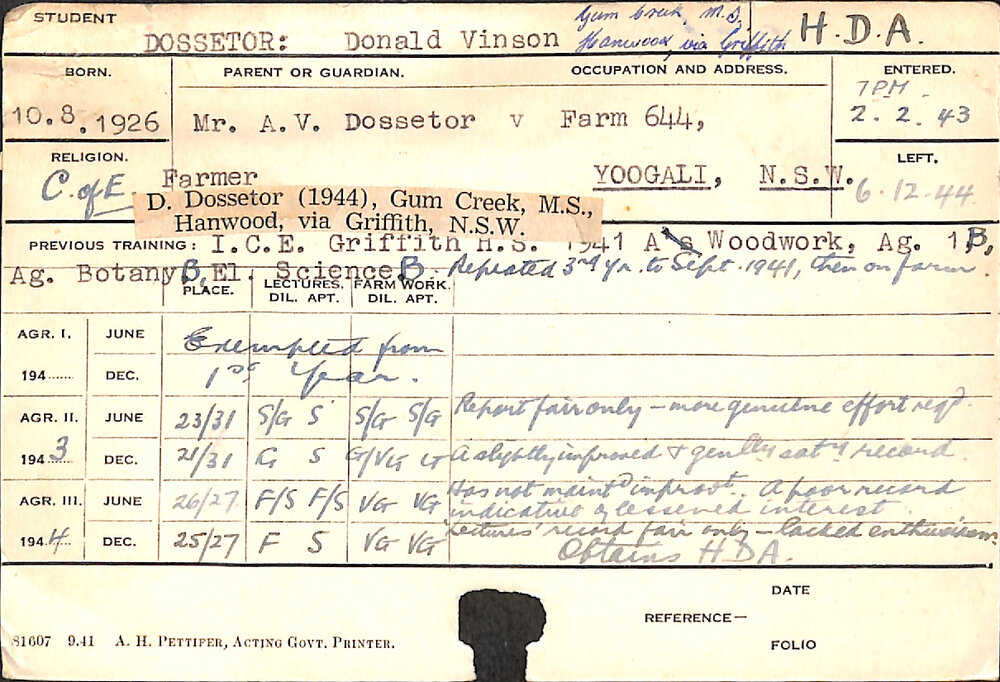 STUDENT
Gum Creek, M.S,
DOSSETOR: Donald Vinson Hanwood, via Griffith H.D.A.
BORN. PARENT OR GUARDIAN. OCCUPATION AND ADDRESS. ENTERED.
7PM
10.8.1926 Mr. A.V. Dossetor v Farm 644, 2.2.43
RELIGION. LEFT.
C.ofE. Farmer YOOGALI, N.S.W. 6.12.44
D. Dossetor (1944), Gum Creek, M.S.,
Hanwood, via Griffith, N.S.W.
PREVIOUS TRAINING: I.C.E. Griffith H.S. 1941 A's Woodwork, Ag. 1B,
Ag. Botany B, El. Science B. Repeated 3rd yr. to Sept. 1941, then on farm.
PLACE. LECTURES. FARM WORK.
DIL. APT. DIL. APT.
AGR. I. JUNE Exempted from
194...... DEC. 1st Year.
AGR. II. JUNE 23/31 S/G S S/G S/G Report fair only – more genuine effort reqd.
1943 DEC. 21/31 G S G/VG G A slightly improved & genlly saty record.
AGR. III. JUNE 26/27 F/S F/S VG VG Has not maintd improvt. A poor record
indicative of lessened interest
1944 DEC. 25/27 F S VG VG Lectures' record fair only – lacked enthusiasm.
Obtains H.D.A.
DATE
REFERENCE—
FOLIO
81607 9.41 A. H. PETTIFER, ACTING GOVT. PRINTER.